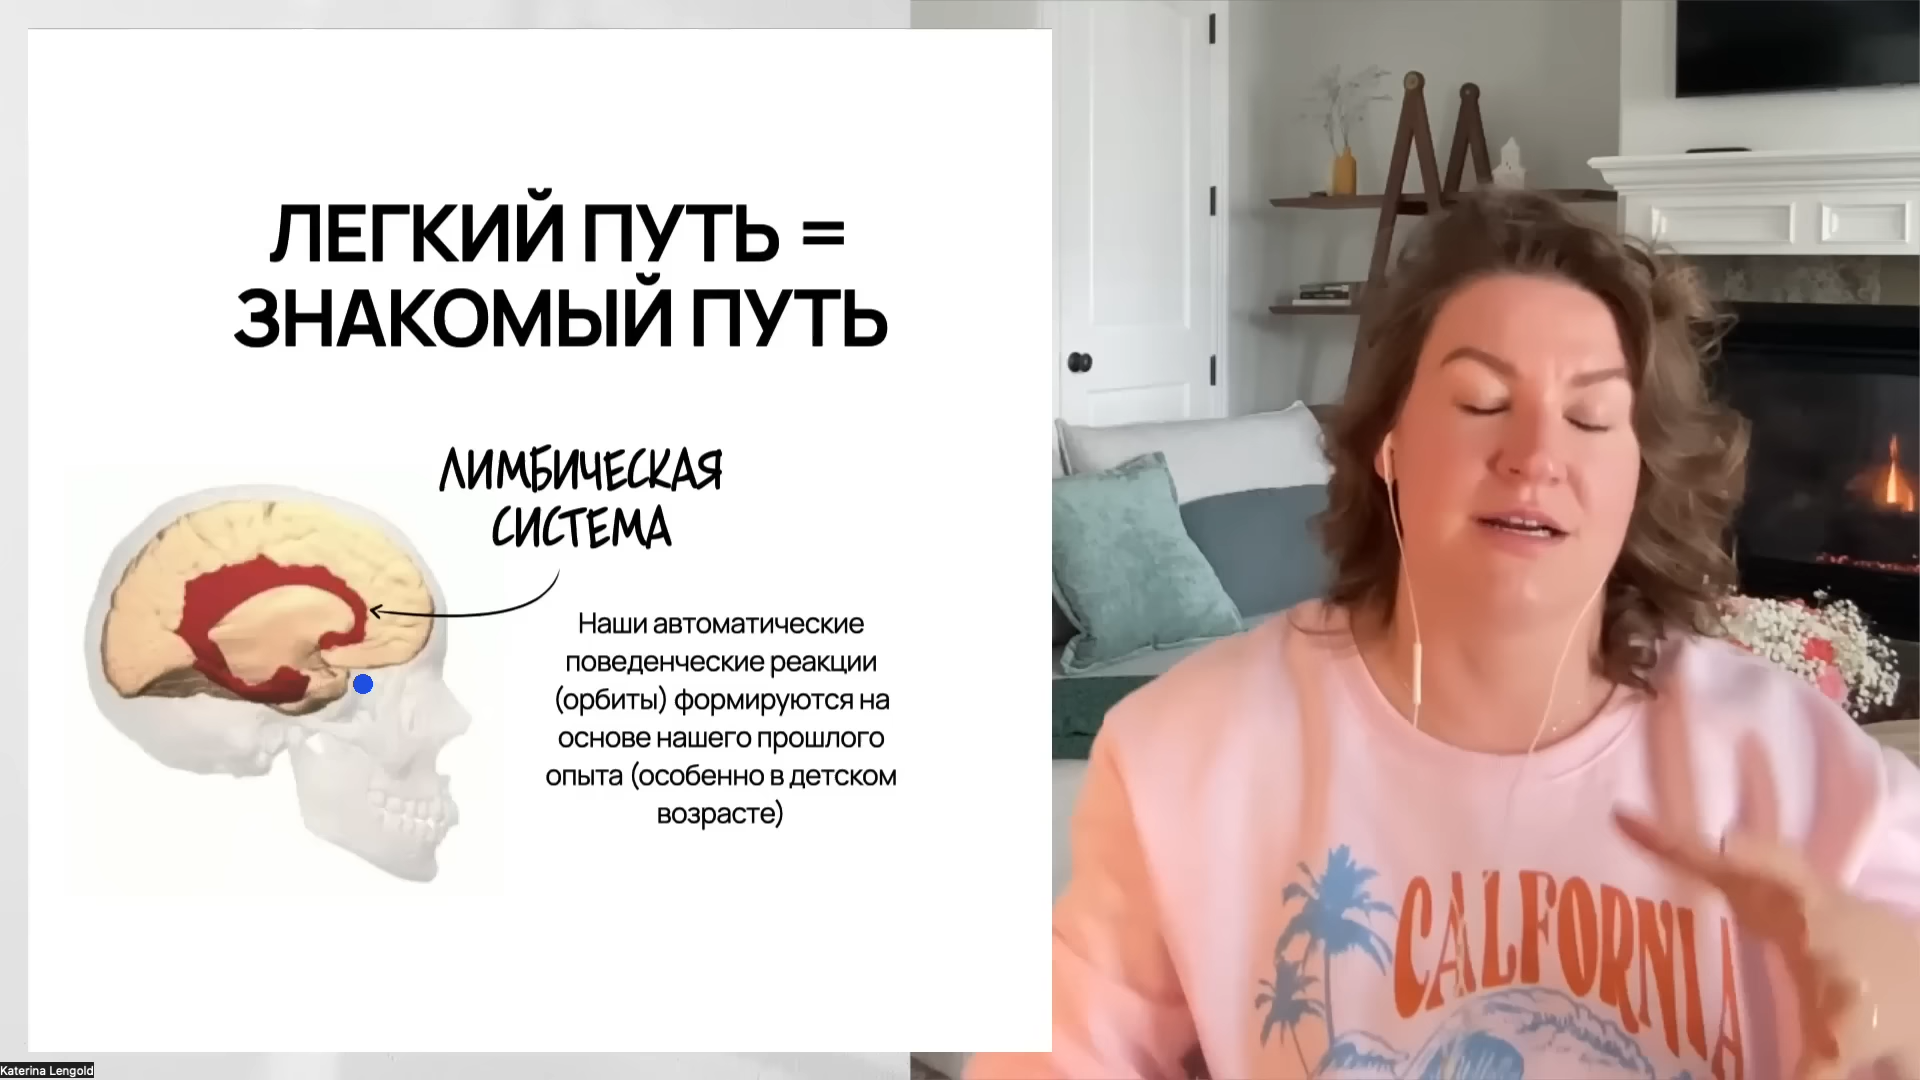 ЛЕГКИЙ ПУТЬ =
ЗНАКОМЫЙ ПУТЬ
ЛИМБИЧЕСКАЯ
СИСТЕМА
Наши автоматические
поведенческие реакции
(орбиты) формируются на
основе нашего прошлого
опыта (особенно в детском
возрасте)
CALIFORNIA
Katerina Lengold